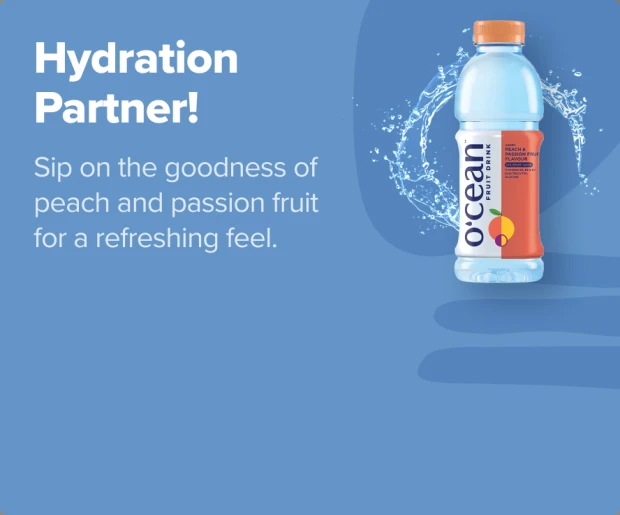 Hydration
Partner!
Sip on the goodness of
peach and passion fruit
for a refreshing feel.
o'cean
FRUIT DRINK
PEACH &
PASSION FRUIT
FLAVOUR